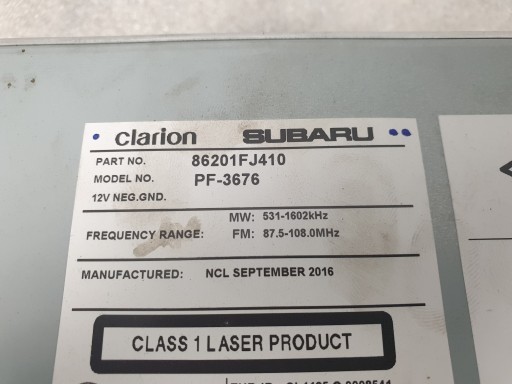 clarion SUBARU
PART NO. 86201FJ410
MODEL NO. PF-3676
12V NEG.GND.
MW: 531-1602kHz
FREQUENCY RANGE: FM: 87.5-108.0MHz
MANUFACTURED: NCL SEPTEMBER 2016
CLASS 1 LASER PRODUCT